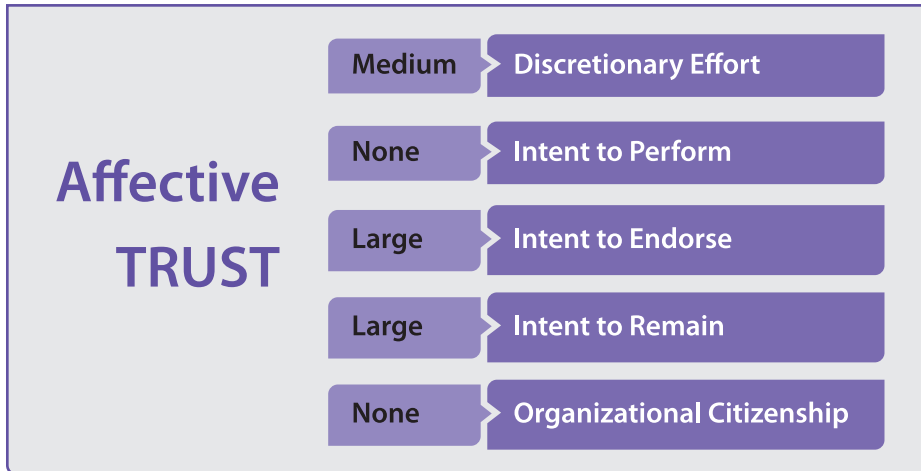 Affective
TRUST
Medium Discretionary Effort
None Intent to Perform
Large Intent to Endorse
Large Intent to Remain
None Organizational Citizenship